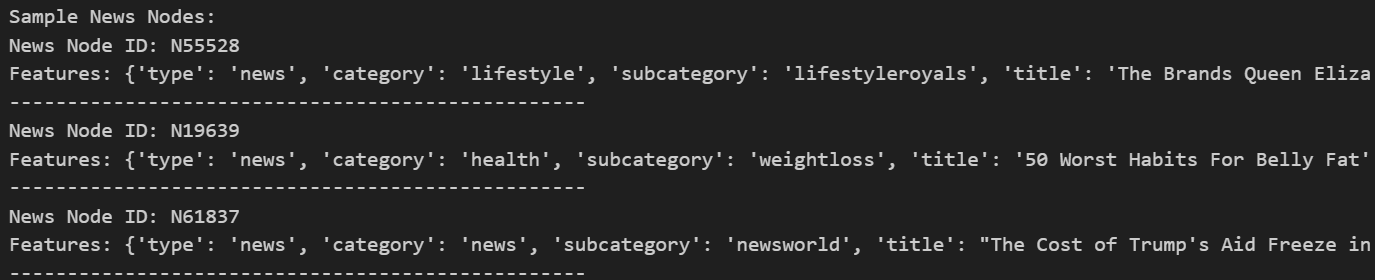 Sample News Nodes:
News Node ID: N55528
Features: {'type': 'news', 'category': 'lifestyle', 'subcategory': 'lifestyleroyals', 'title': 'The Brands Queen Eliza
--------------------------------------------------
News Node ID: N19639
Features: {'type': 'news', 'category': 'health', 'subcategory': 'weightloss', 'title': '50 Worst Habits For Belly Fat'
--------------------------------------------------
News Node ID: N61837
Features: {'type': 'news', 'category': 'news', 'subcategory': 'newsworld', 'title': "The Cost of Trump's Aid Freeze in
--------------------------------------------------